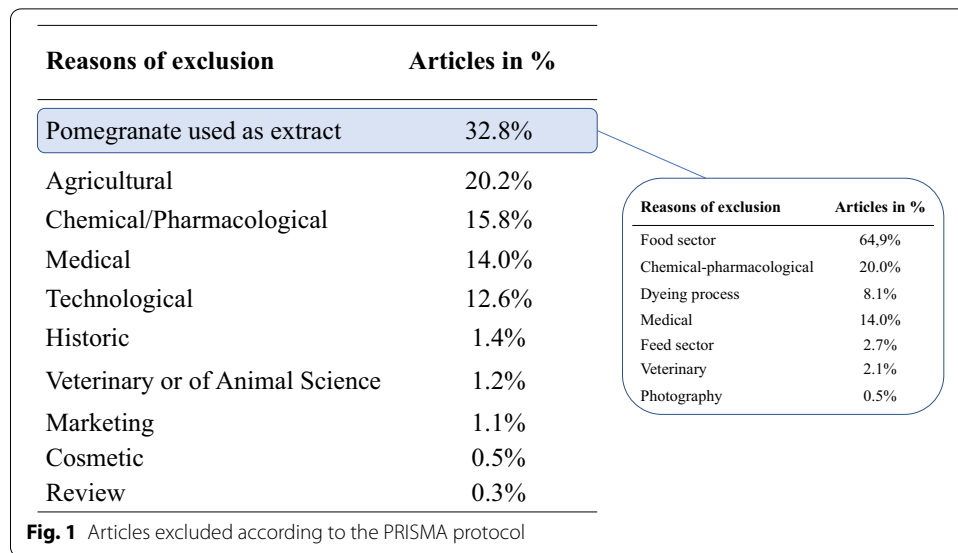 Reasons of exclusion Articles in %
Pomegranate used as extract 32.8%
Agricultural 20.2%
Chemical/Pharmacological 15.8%
Medical 14.0%
Technological 12.6%
Historic 1.4%
Veterinary or of Animal Science 1.2%
Marketing 1.1%
Cosmetic 0.5%
Review 0.3%
Reasons of exclusion Articles in %
Food sector 64,9%
Chemical-pharmacological 20.0%
Dyeing process 8.1%
Medical 14.0%
Feed sector 2.7%
Veterinary 2.1%
Photography 0.5%
Fig. 1 Articles excluded according to the PRISMA protocol